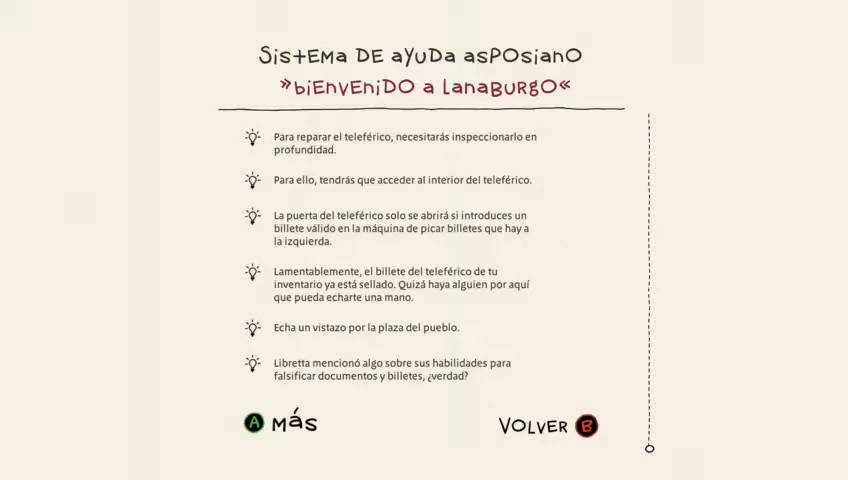 Sistema de ayuda asposiano
»bienvenido a Lanaburgo«
Para reparar el teleférico, necesitarás inspeccionarlo en
profundidad.
Para ello, tendrás que acceder al interior del teleférico.
La puerta del teleférico solo se abrirá si introduces un
billete válido en la máquina de picar billetes que hay a
la izquierda.
Lamentablemente, el billete del teleférico de tu
inventario ya está sellado. Quizá haya alguien por aquí
que pueda echarte una mano.
Echa un vistazo por la plaza del pueblo.
Libretta mencionó algo sobre sus habilidades para
falsificar documentos y billetes, ¿verdad?
A Más
Volver B